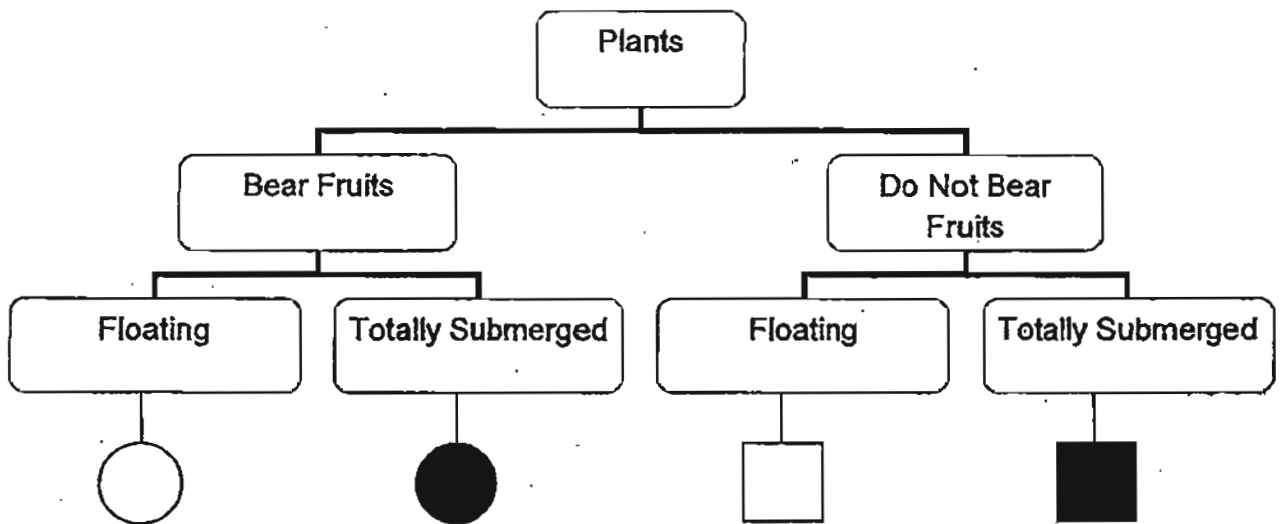 Plants
Bear Fruits
Do Not Bear
Fruits
Floating
Totally Submerged
Floating
Totally Submerged